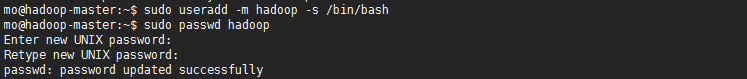 mo@hadoop-master:~$ sudo useradd -m hadoop -s /bin/bash
mo@hadoop-master:~$ sudo passwd hadoop
Enter new UNIX password:
Retype new UNIX password:
passwd: password updated successfully